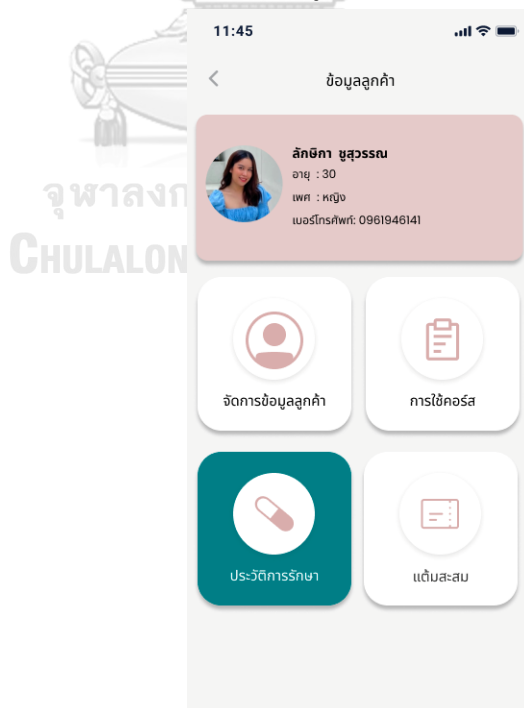 11:45
ข้อมูลลูกค้า
ลักษิกา ชูสุวรรณ
อายุ : 30
เพศ : หญิง
เบอร์โทรศัพท์: 0961946141
จุฬาลงก
CHULALON
จัดการข้อมูลลูกค้า
การใช้คอร์ส
ประวัติการรักษา
แต้มสะสม